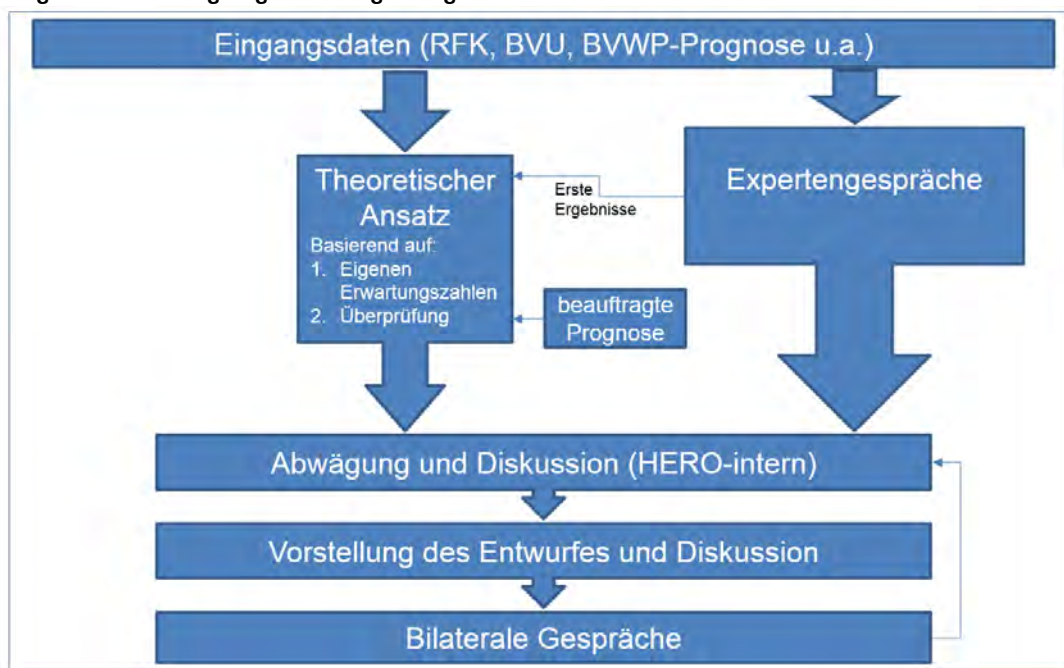 Eingangsdaten (RFK, BVU, BVWP-Prognose u.a.)
Theoretischer
Ansatz
Basierend auf:
1. Eigenen
Erwartungszahlen
2. Überprüfung
Erste
Ergebnisse
Expertengespräche
beauftragte
Prognose
Abwägung und Diskussion (HERO-intern)
Vorstellung des Entwurfes und Diskussion
Bilaterale Gespräche